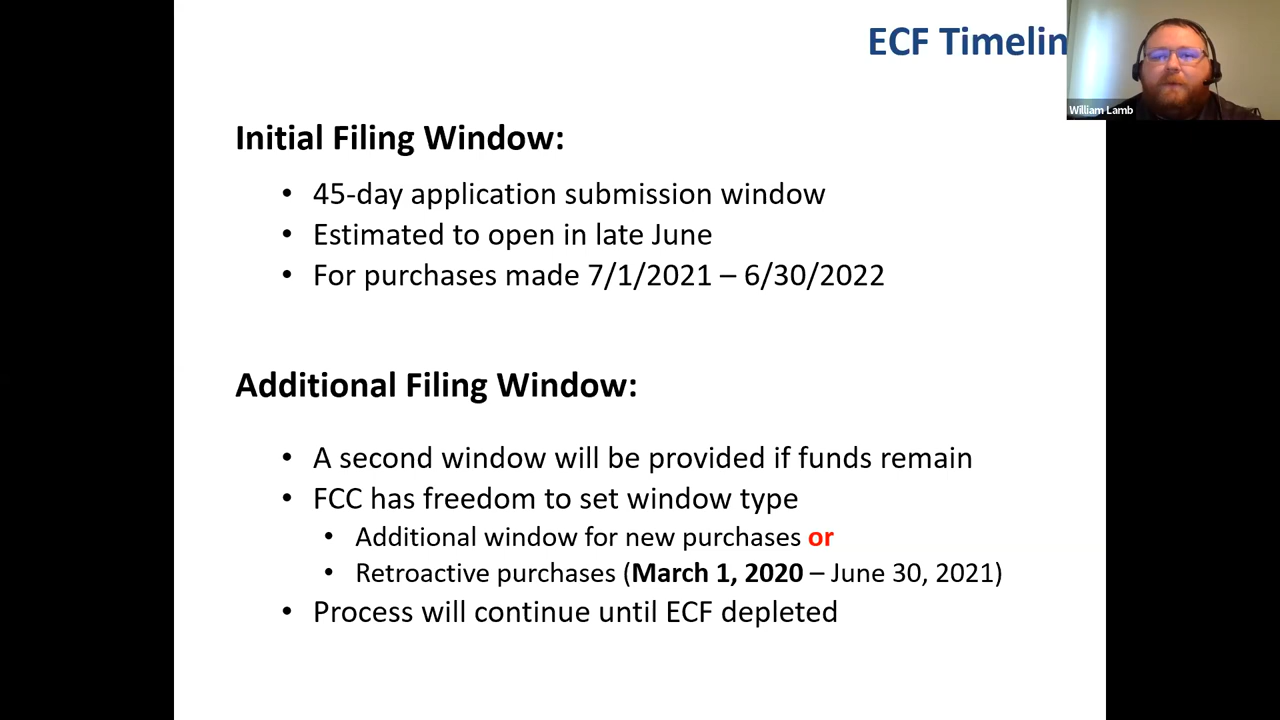 ECF Timelin
William Lamb
Initial Filing Window:
• 45-day application submission window
• Estimated to open in late June
• For purchases made 7/1/2021 – 6/30/2022
Additional Filing Window:
• A second window will be provided if funds remain
• FCC has freedom to set window type
• Additional window for new purchases or
• Retroactive purchases (March 1, 2020 – June 30, 2021)
• Process will continue until ECF depleted